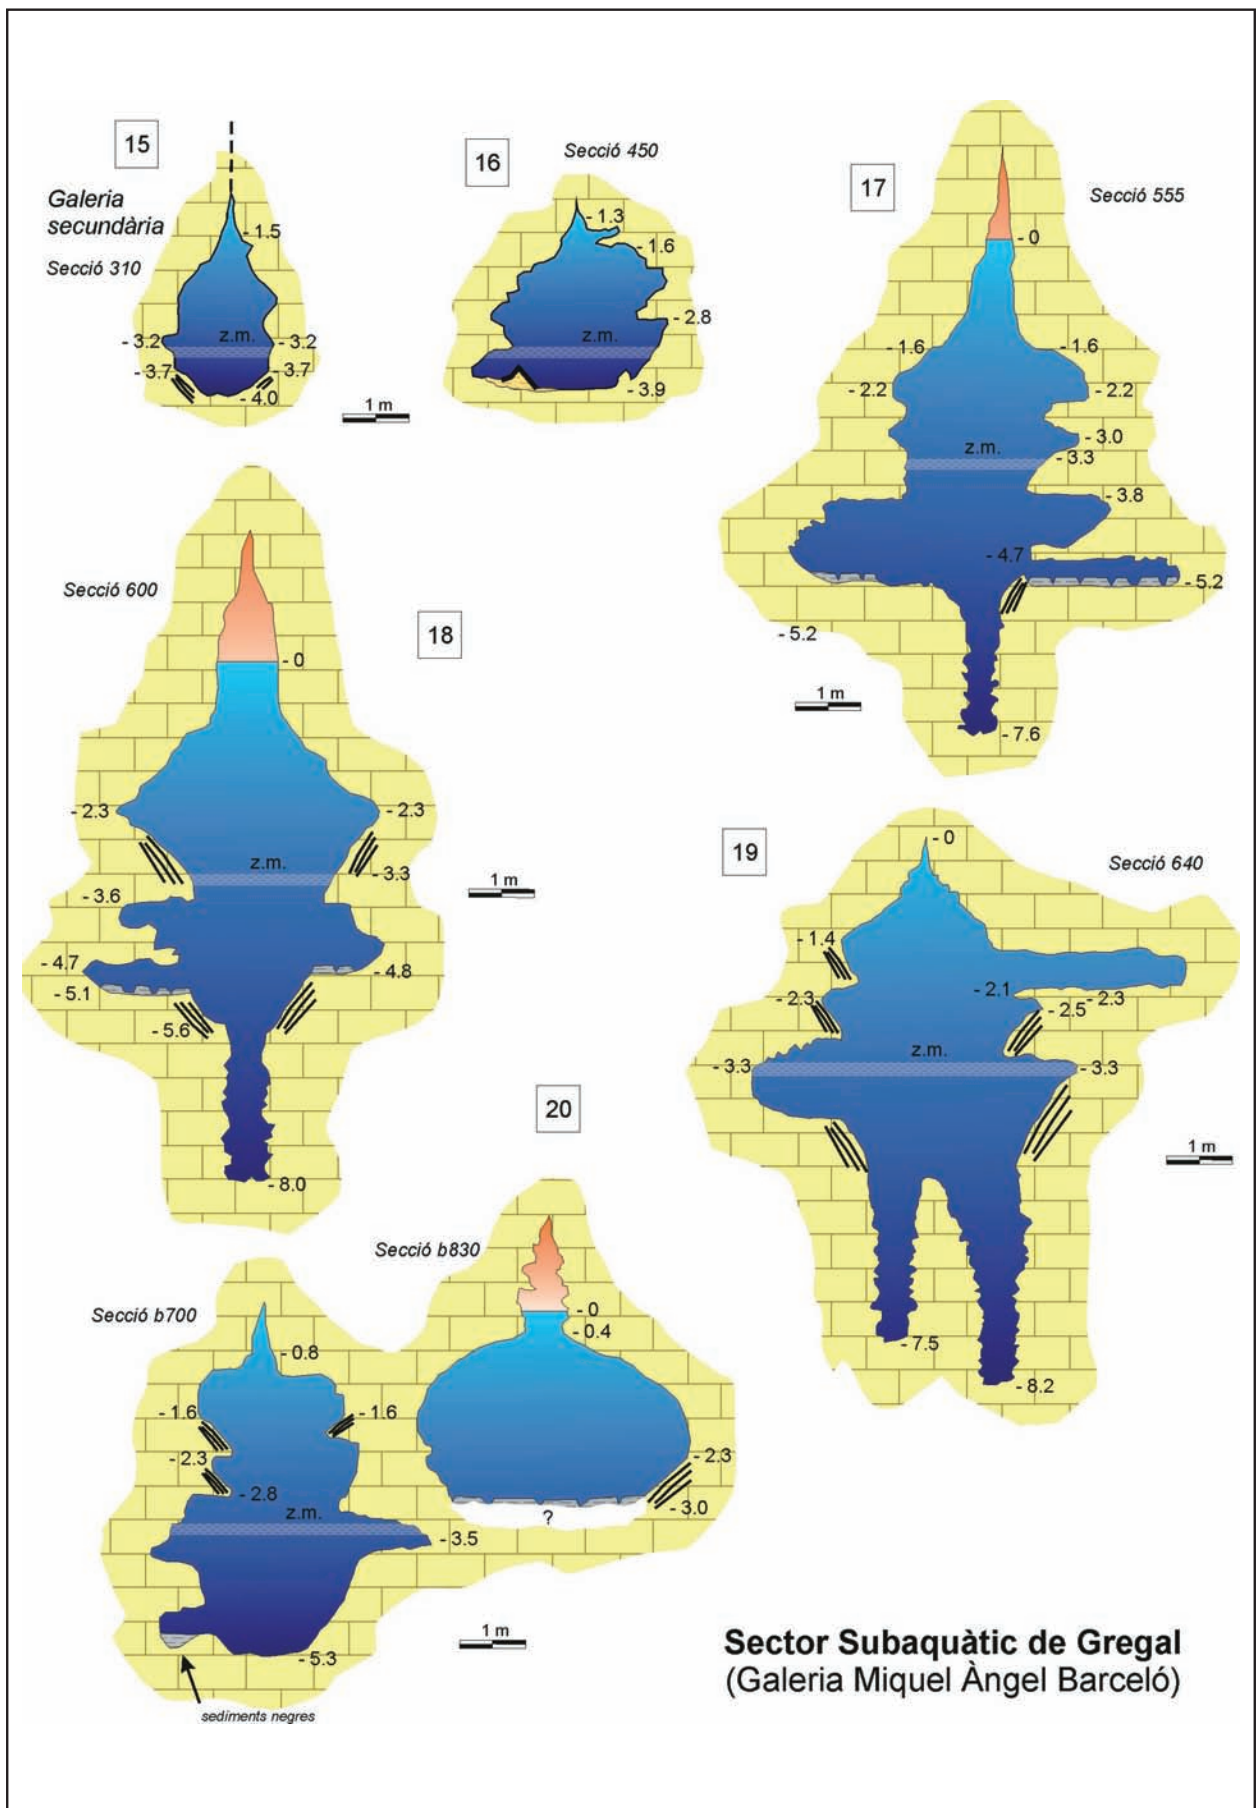 15
Galeria
secundària
Secció 310
- 1.5
- 3.2
z.m.
- 3.2
- 3.7
- 3.7
- 4.0
1 m
16
Secció 450
- 1.3
- 1.6
- 2.8
z.m.
- 3.9
17
Secció 555
- 0
- 1.6
- 1.6
- 2.2
- 2.2
- 3.0
z.m.
- 3.3
- 3.8
- 4.7
- 5.2
- 5.2
1 m
- 7.6
Secció 600
18
- 0
- 2.3
- 2.3
z.m.
- 3.3
- 3.6
- 4.7
- 4.8
- 5.1
- 5.6
- 8.0
1 m
19
- 0
Secció 640
- 1.4
- 2.1
- 2.3
- 2.3
- 2.5
z.m.
- 3.3
- 3.3
1 m
- 7.5
- 8.2
20
Secció b830
- 0
- 0.4
- 2.3
- 3.0
?
Secció b700
- 0.8
- 1.6
- 1.6
- 2.3
- 2.8
z.m.
- 3.5
- 5.3
1 m
sediments negres
Sector Subaquàtic de Gregal
(Galeria Miquel Àngel Barceló)